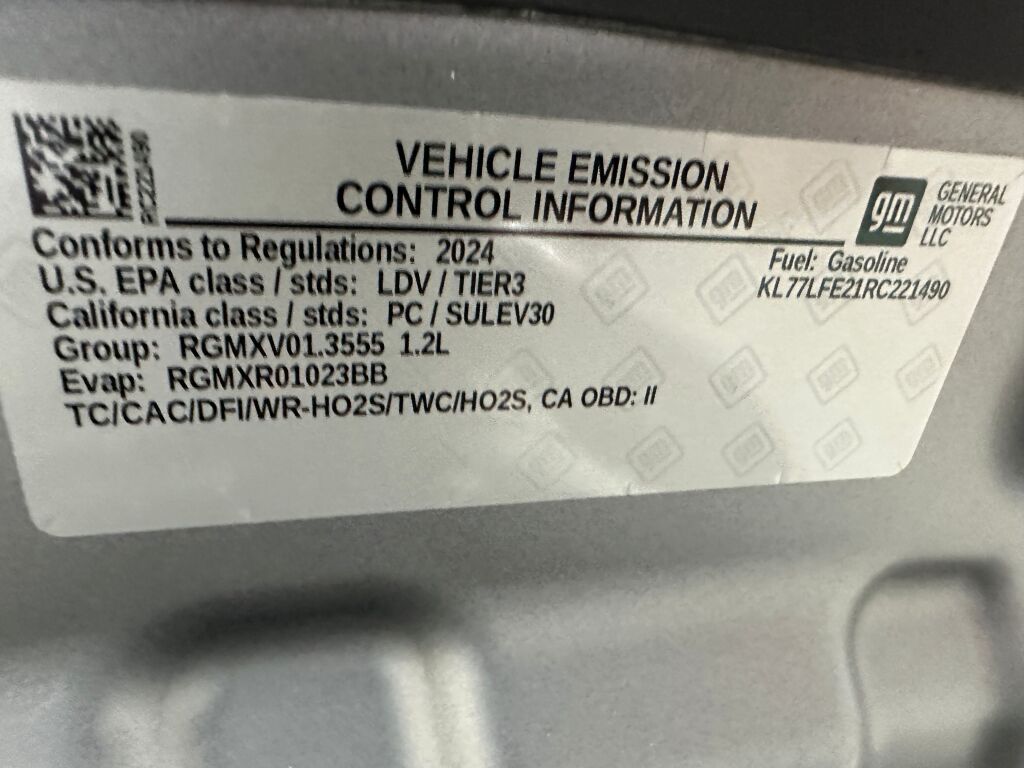 RC221490
VEHICLE EMISSION
CONTROL INFORMATION
gm
GENERAL
MOTORS
LLC
Conforms to Regulations: 2024
U.S. EPA class / stds: LDV / TIER3
California class / stds: PC / SULEV30
Group: RGMXV01.3555 1.2L
Evap: RGMXR01023BB
TC/CAC/DFI/WR-HO2S/TWC/HO2S, CA OBD: II
Fuel: Gasoline
KL77LFE21RC221490